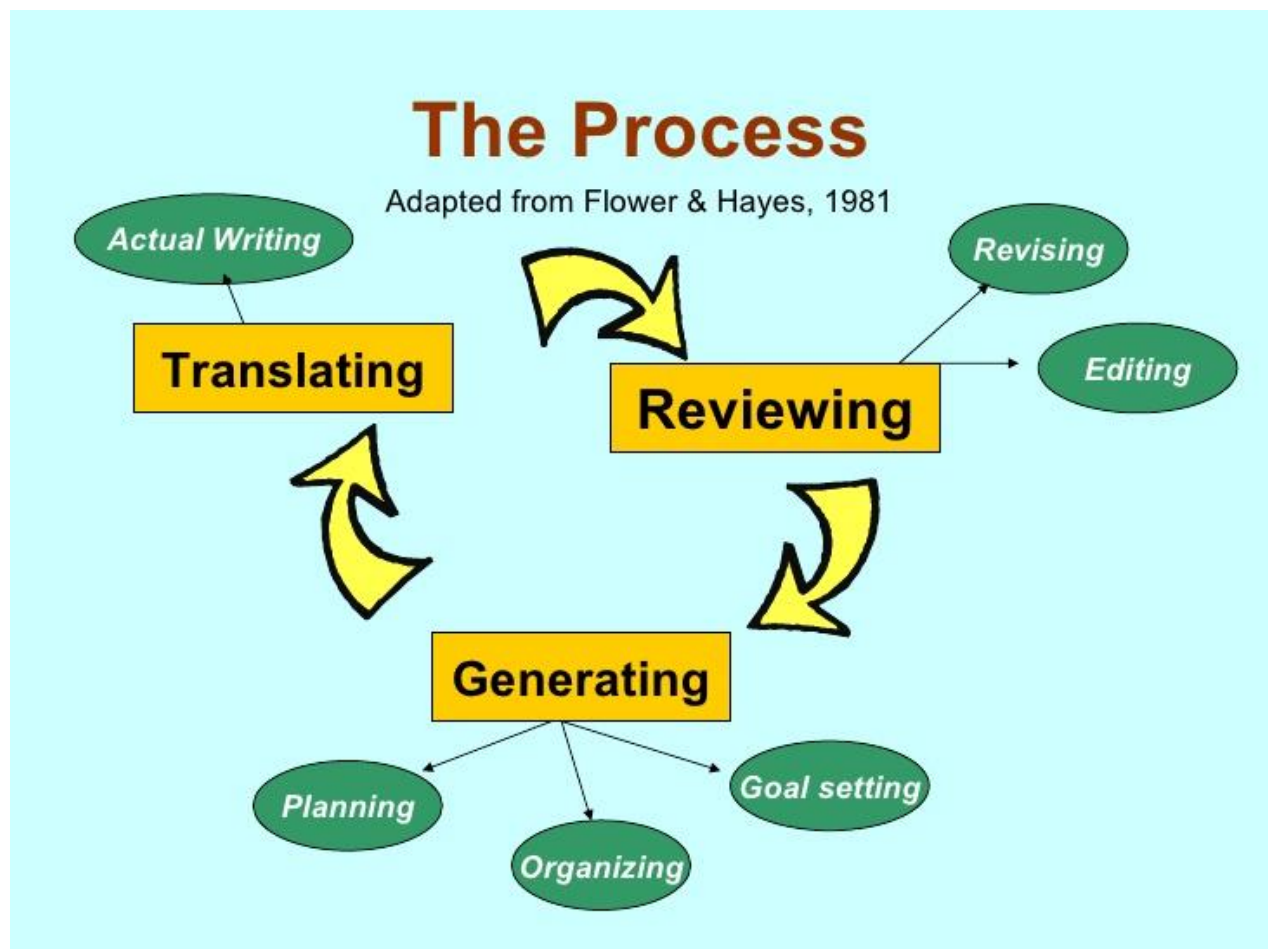 The Process
Adapted from Flower & Hayes, 1981
Actual Writing
Revising
Translating
Editing
Reviewing
Generating
Planning
Goal setting
Organizing